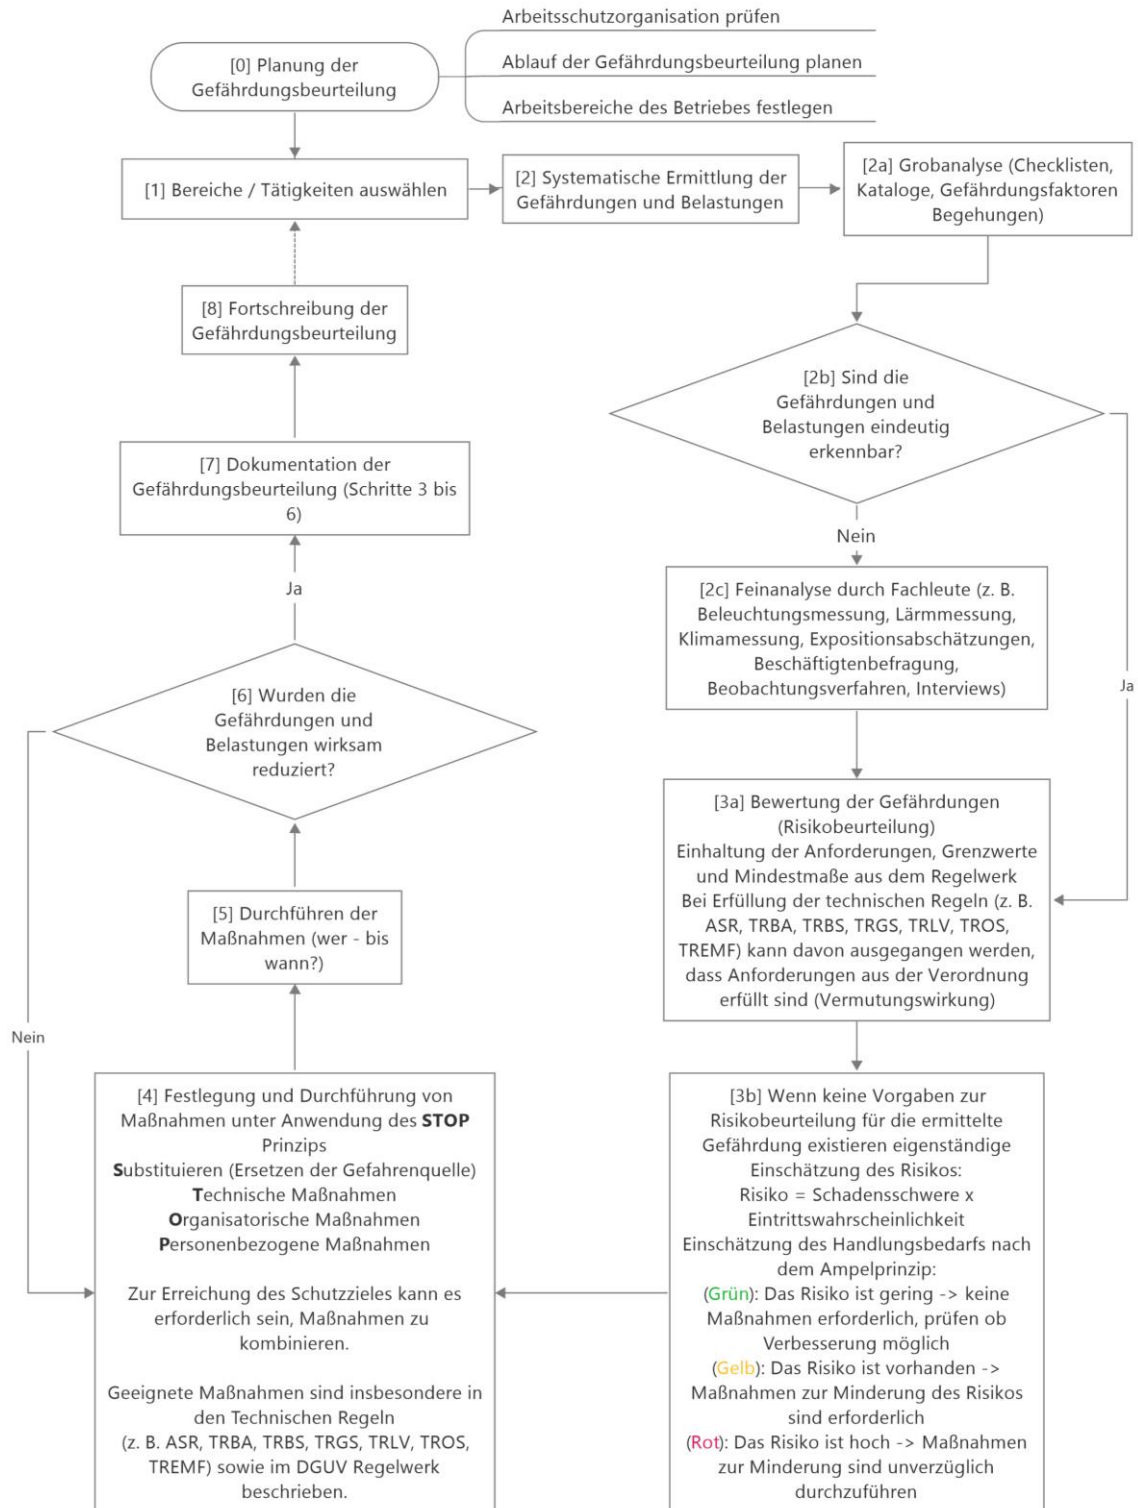 Arbeitsschutzorganisation prüfen
[0] Planung der
Gefährdungsbeurteilung
Ablauf der Gefährdungsbeurteilung planen
Arbeitsbereiche des Betriebes festlegen
[1] Bereiche / Tätigkeiten auswählen
[2] Systematische Ermittlung der
Gefährdungen und Belastungen
[2a] Grobanalyse (Checklisten,
Kataloge, Gefährdungsfaktoren
Begehungen)
[2b] Sind die
Gefährdungen und
Belastungen eindeutig
erkennbar?
Nein
Ja
[2c] Feinanalyse durch Fachleute (z. B.
Beleuchtungsmessung, Lärmmessung,
Klimamessung, Expositionsabschätzungen,
Beschäftigtenbefragung,
Beobachtungsverfahren, Interviews)
[3a] Bewertung der Gefährdungen
(Risikobeurteilung)
Einhaltung der Anforderungen, Grenzwerte
und Mindestmaße aus dem Regelwerk
Bei Erfüllung der technischen Regeln (z. B.
ASR, TRBA, TRBS, TRGS, TRLV, TROS,
TREMF) kann davon ausgegangen werden,
dass Anforderungen aus der Verordnung
erfüllt sind (Vermutungswirkung)
[3b] Wenn keine Vorgaben zur
Risikobeurteilung für die ermittelte
Gefährdung existieren eigenständige
Einschätzung des Risikos:
Risiko = Schadensschwere x
Eintrittswahrscheinlichkeit
Einschätzung des Handlungsbedarfs nach
dem Ampelprinzip:
(Grün): Das Risiko ist gering -> keine
Maßnahmen erforderlich, prüfen ob
Verbesserung möglich
(Gelb): Das Risiko ist vorhanden ->
Maßnahmen zur Minderung des Risikos
sind erforderlich
(Rot): Das Risiko ist hoch -> Maßnahmen
zur Minderung sind unverzüglich
durchzuführen
[4] Festlegung und Durchführung von
Maßnahmen unter Anwendung des STOP
Prinzips
Substituieren (Ersetzen der Gefahrenquelle)
Technische Maßnahmen
Organisatorische Maßnahmen
Personenbezogene Maßnahmen
Zur Erreichung des Schutzzieles kann es
erforderlich sein, Maßnahmen zu
kombinieren.
Geeignete Maßnahmen sind insbesondere in
den Technischen Regeln
(z. B. ASR, TRBA, TRBS, TRGS, TRLV, TROS,
TREMF) sowie im DGUV Regelwerk
beschrieben.
[5] Durchführen der
Maßnahmen (wer - bis
wann?)
[6] Wurden die
Gefährdungen und
Belastungen wirksam
reduziert?
Nein
Ja
[7] Dokumentation der
Gefährdungsbeurteilung (Schritte 3 bis
6)
[8] Fortschreibung der
Gefährdungsbeurteilung